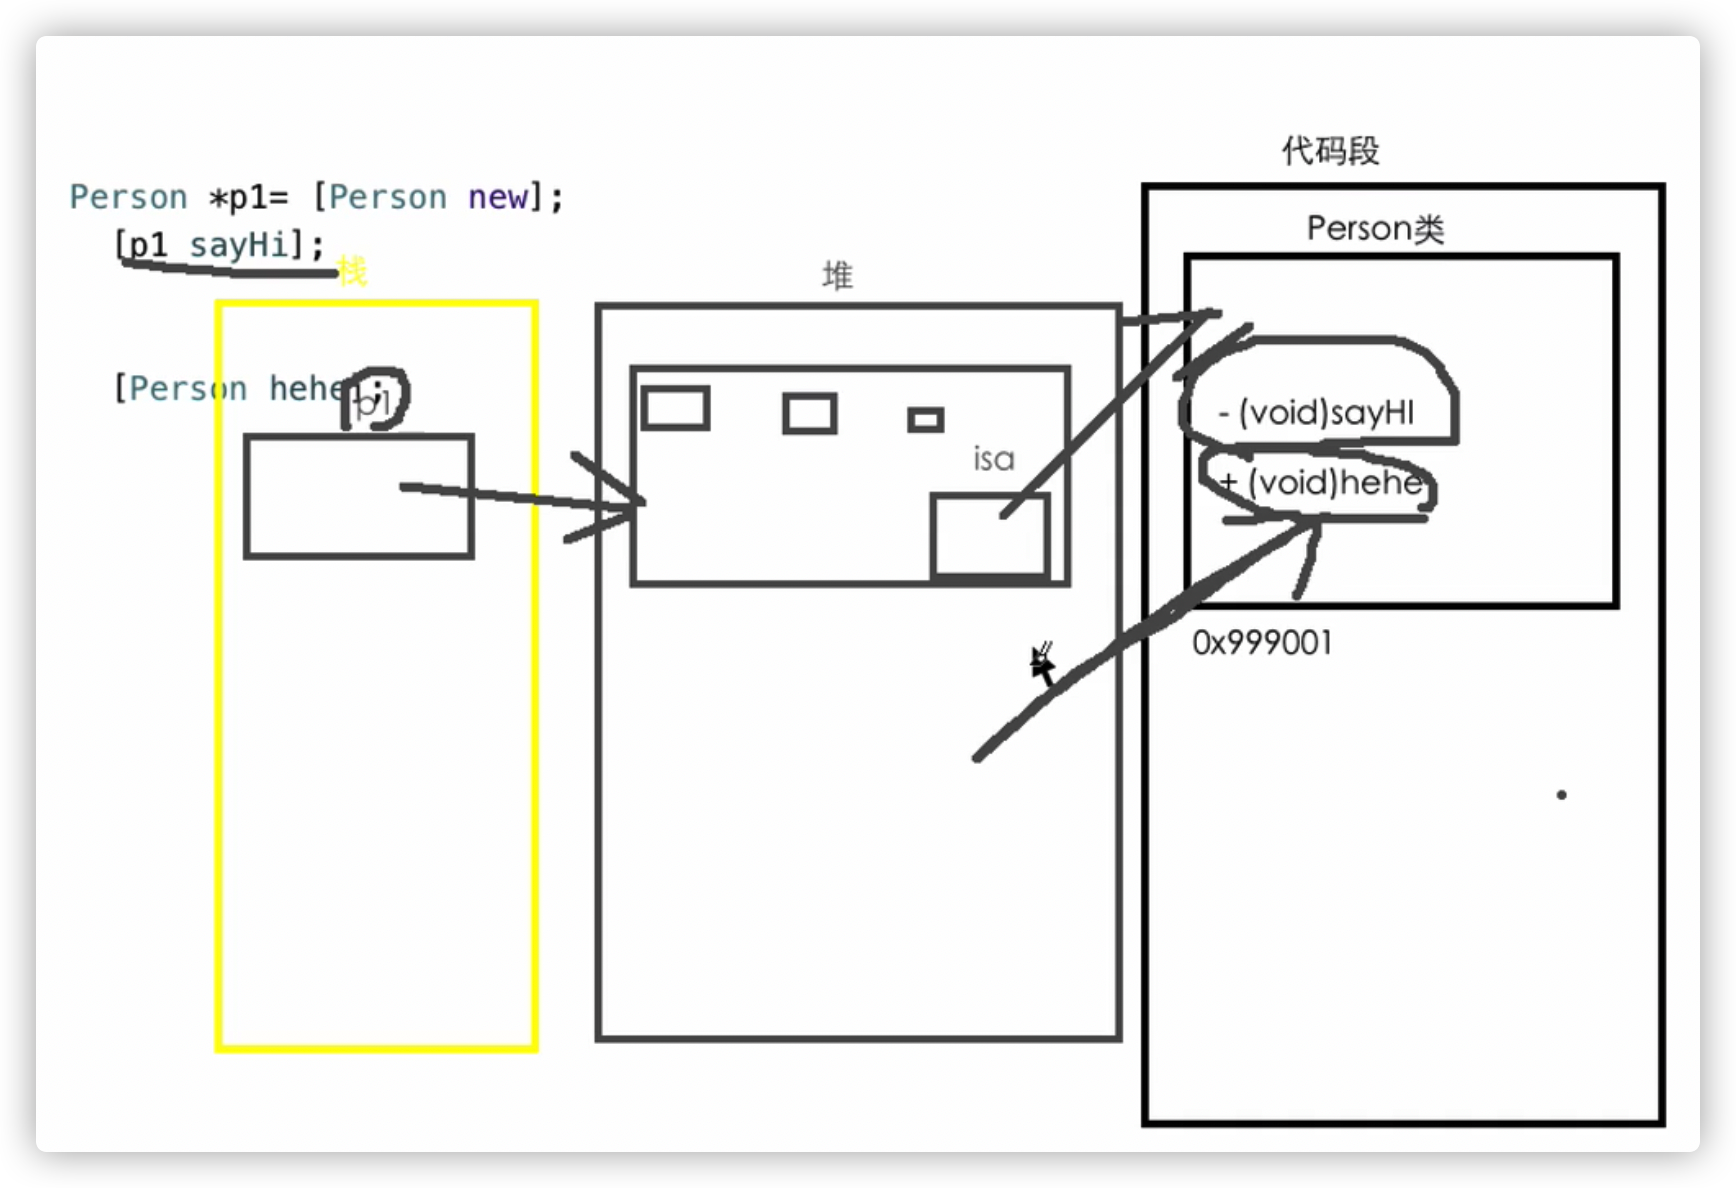 Person *p1= [Person new];
[p1 sayHi];
[Person hehe];
栈
p1
堆
isa
代码段
Person类
- (void)sayHI
+ (void)hehe
0x999001